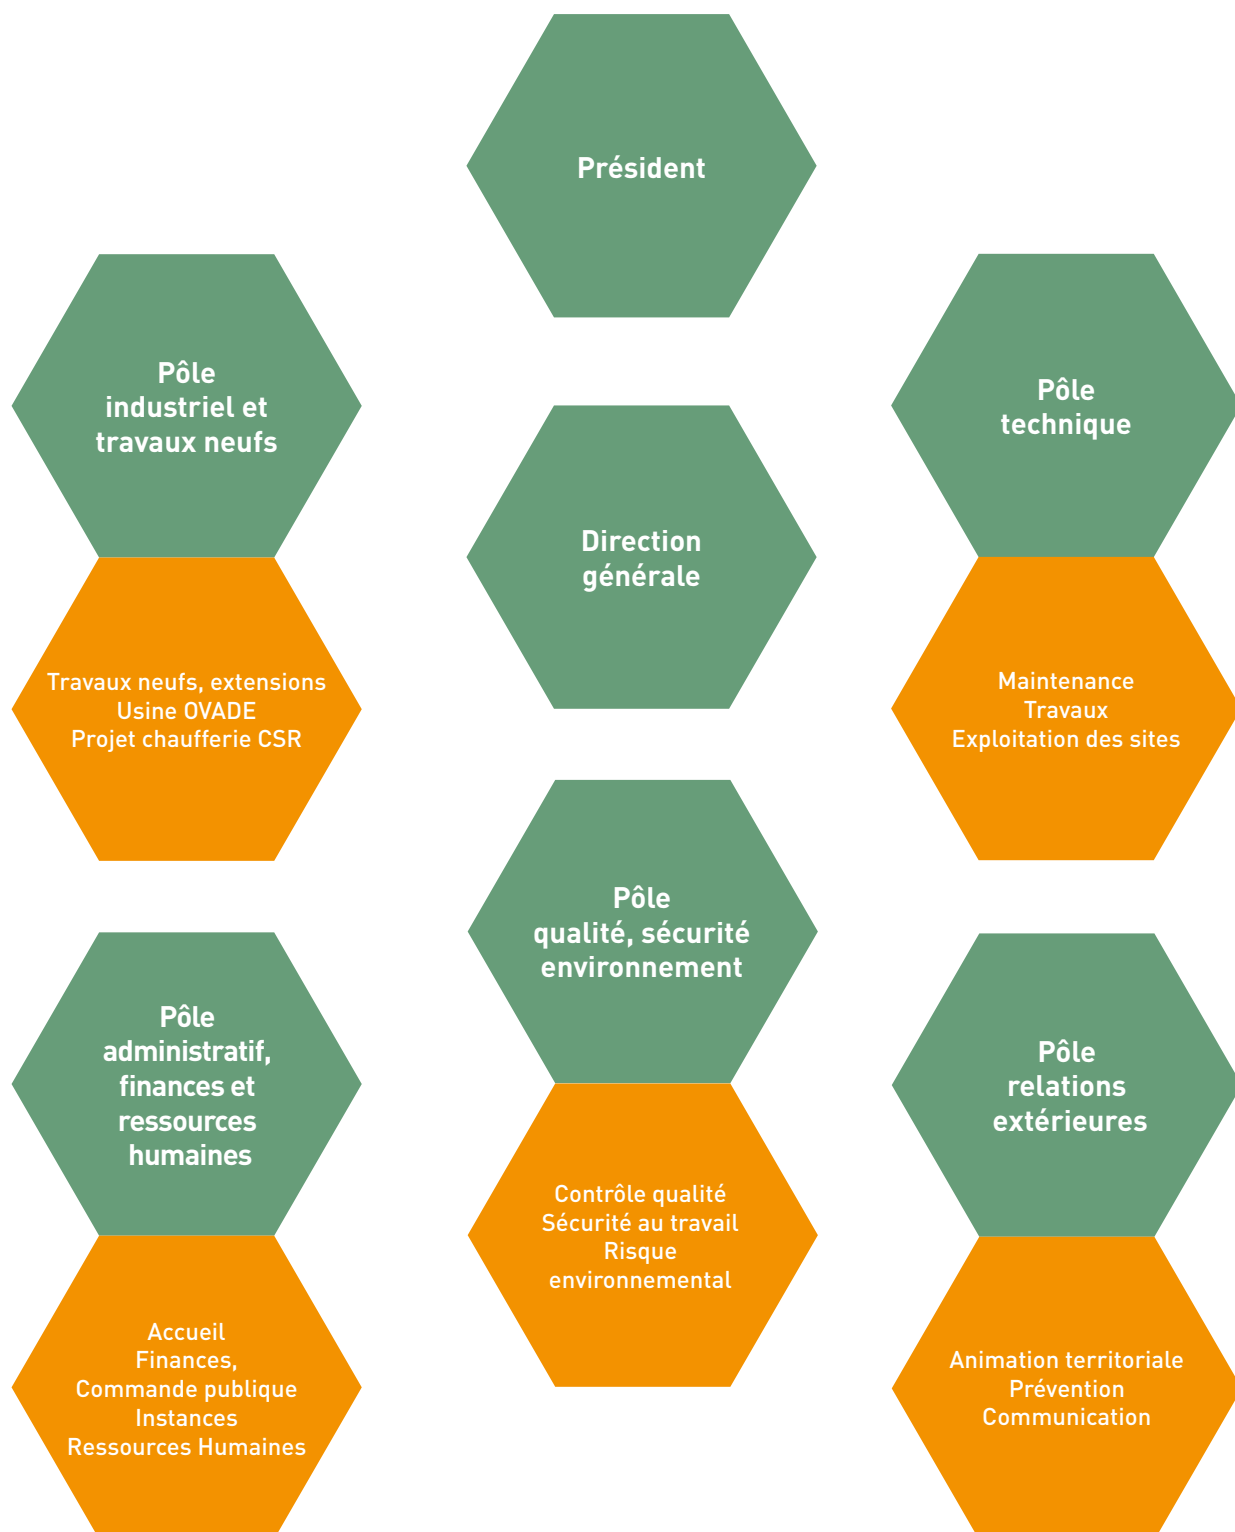 Président
Pôle
industriel et
travaux neufs
Travaux neufs, extensions
Usine OVADE
Projet chaufferie CSR
Direction
générale
Pôle
technique
Maintenance
Travaux
Exploitation des sites
Pôle
administratif,
finances et
ressources
humaines
Accueil
Finances,
Commande publique
Instances
Ressources Humaines
Pôle
qualité, sécurité
environnement
Contrôle qualité
Sécurité au travail
Risque
environnemental
Pôle
relations
extérieures
Animation territoriale
Prévention
Communication